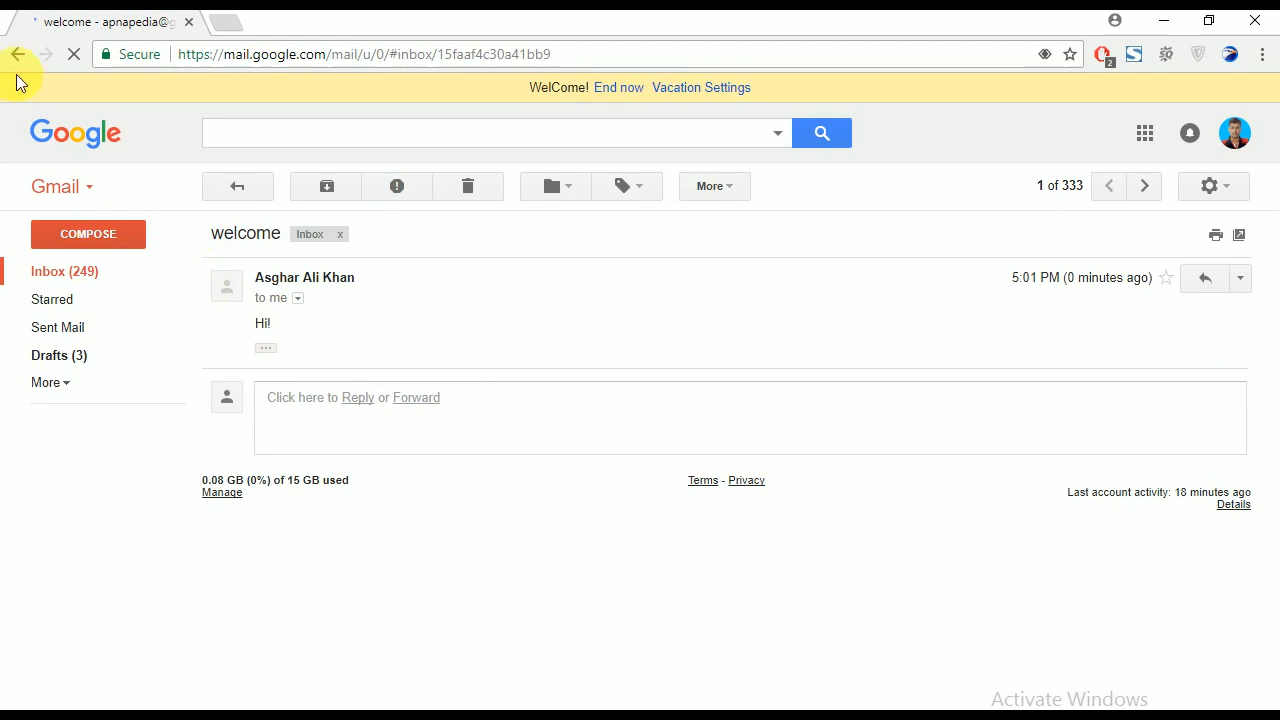 welcome - apnapedia@g
Secure https://mail.google.com/mail/u/0/#inbox/15faaf4c30a41bb9
2
WelCome! End now Vacation Settings
Google
Gmail
More
1 of 333
COMPOSE
welcome Inbox x
Inbox (249)
Asghar Ali Khan
5:01 PM (0 minutes ago)
to me
Starred
Hi!
Sent Mail
Drafts (3)
More
Click here to Reply or Forward
0.08 GB (0%) of 15 GB used
Manage
Terms - Privacy
Last account activity: 18 minutes ago
Details
Activate Windows